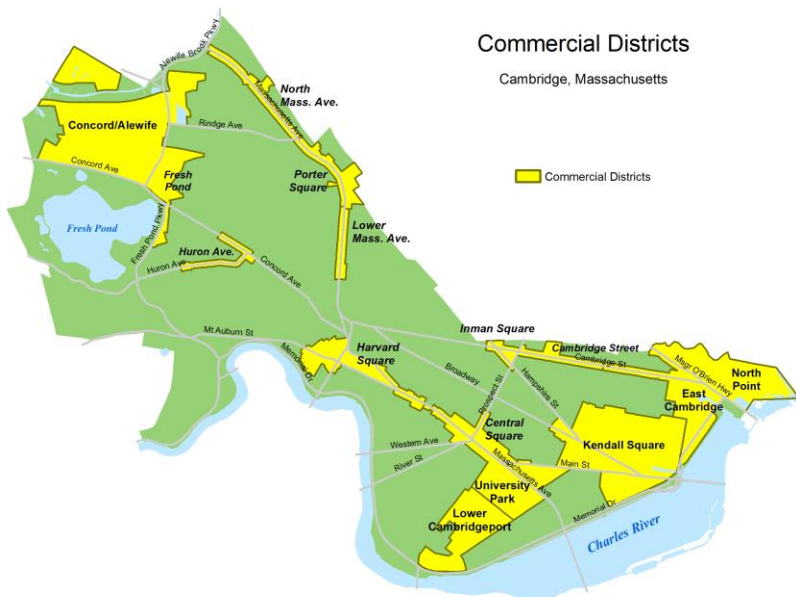 Commercial Districts
Cambridge, Massachusetts
Commercial Districts
Alewife Brook Pkwy
North
Mass. Ave.
Massachusetts Ave
Concord/Alewife
Rindge Ave
Concord Ave
Fresh
Pond
Porter
Square
Fresh Pond
Fresh Pond Pkwy
Lower
Mass. Ave.
Huron Ave.
Huron Ave
Concord Ave
Mt Auburn St
Memorial Dr
Harvard
Square
Inman Square
Cambridge Street
Cambridge St
Msgr O'Brien Hwy
North
Point
Broadway
Prospect St
Hampshire St
East
Cambridge
Central
Square
Kendall Square
Western Ave
River St
Massachusetts Ave
Main St
University
Park
Lower
Cambridgeport
Memorial Dr
Charles River